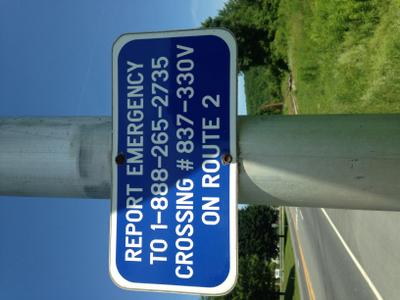 REPORT EMERGENCY
TO 1-888-265-2735
CROSSING # 837-330V
ON ROUTE 2